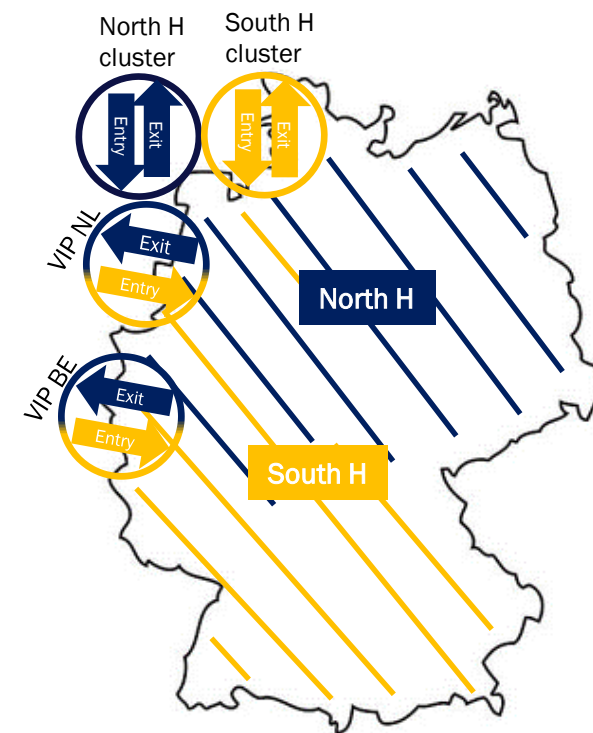 North H
cluster
South H
cluster
Entry
Exit
Entry
Exit
VIP NL
Exit
Entry
North H
VIP BE
Exit
Entry
South H